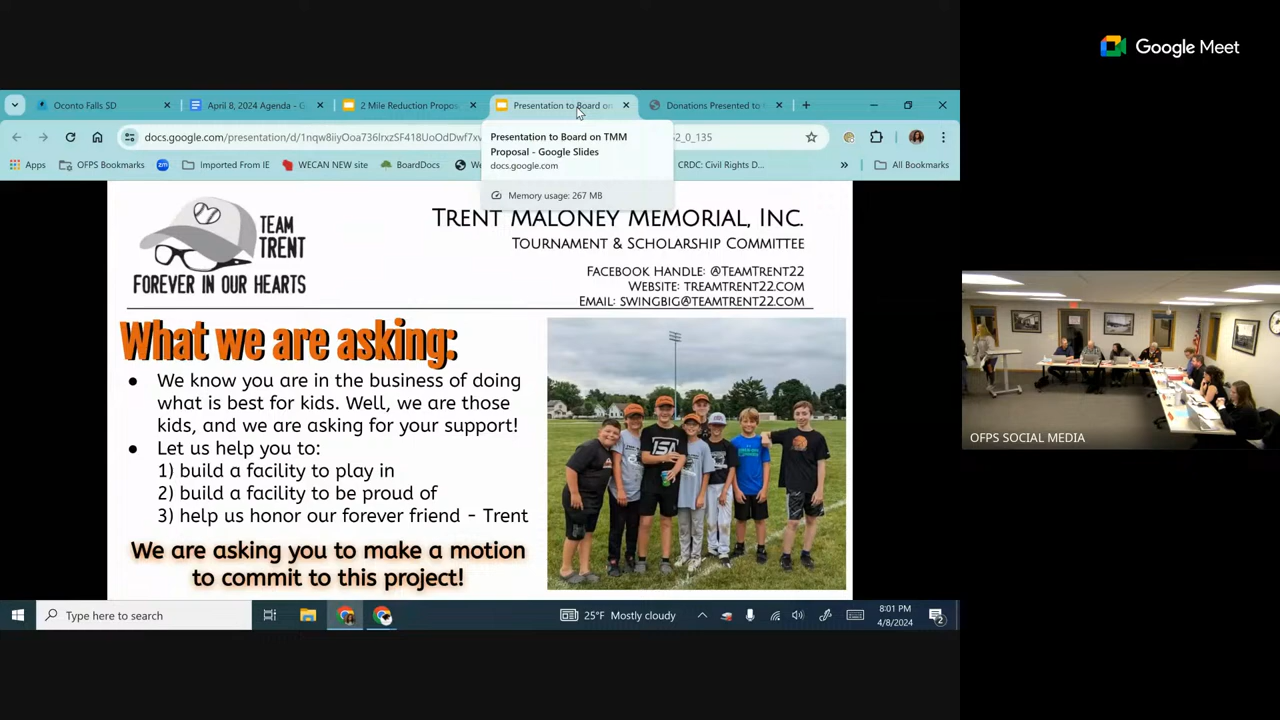 Google Meet
Oconto Falls SD
April 8, 2024 Agenda - G
2 Mile Reduction Propos
Presentation to Board on
Donations Presented to
docs.google.com/presentation/d/
2_0_135
Presentation to Board on TMM
Proposal - Google Slides
docs.google.com
Memory usage: 267 MB
Apps
OFPS Bookmarks
zm
Imported From IE
WECAN NEW site
BoardDocs
We
CRDC: Civil Rights D...
All Bookmarks
TEAM
TRENT
FOREVER IN OUR HEARTS
TRENT MALONEY MEMORIAL, INC.
TOURNAMENT & SCHOLARSHIP COMMITTEE
FACEBOOK HANDLE: @TEAMTRENT22
WEBSITE: TREAMTRENT22.COM
EMAIL: SWINGBIG@TEAMTRENT22.COM
What we are asking:
• We know you are in the business of doing
what is best for kids. Well, we are those
kids, and we are asking for your support!
• Let us help you to:
1) build a facility to play in
2) build a facility to be proud of
3) help us honor our forever friend - Trent
We are asking you to make a motion
to commit to this project!
OFPS SOCIAL MEDIA
Type here to search
25°F Mostly cloudy
8:01 PM
4/8/2024
2